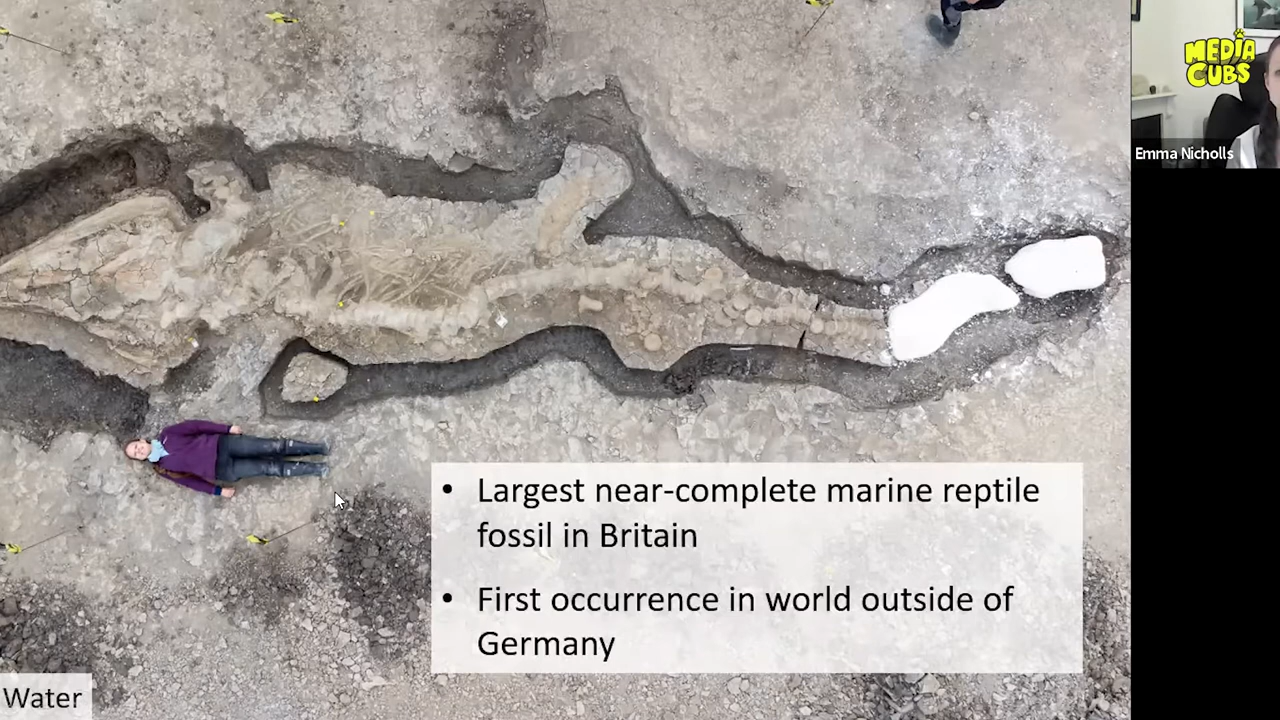 MEDIA
CUBS
Emma Nicholls
• Largest near-complete marine reptile
fossil in Britain
• First occurrence in world outside of
Germany
Water